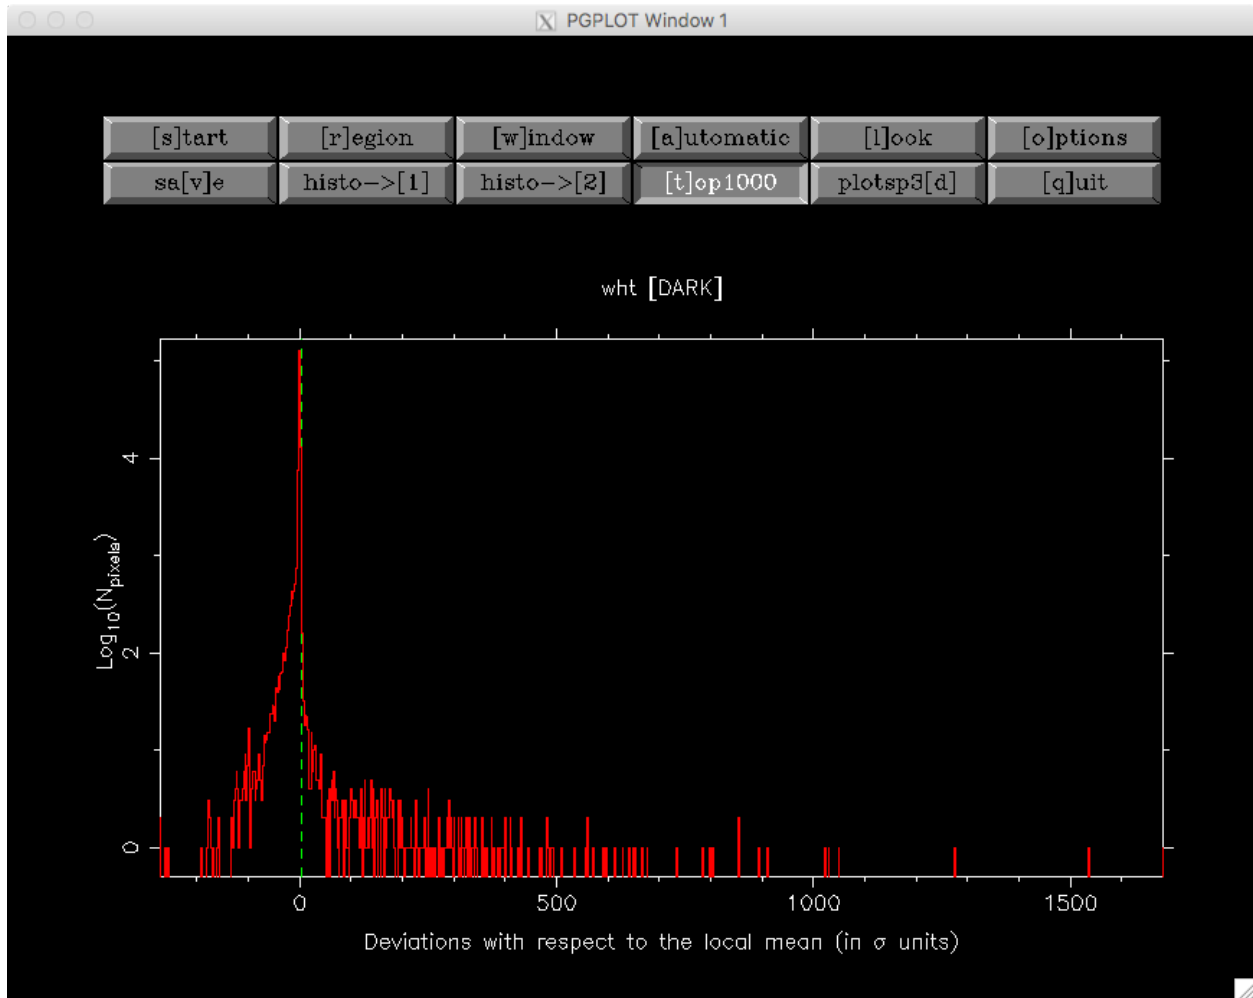 PGPLOT Window 1
[s]tart [r]egion [w]indow [a]utomatic [l]ook [o]ptions
sa[v]e histo->[1] histo->[2] [t]op1000 plotsp3[d] [q]uit
wht [DARK]
4
2
0
Log10(Npixels)
0 500 1000 1500
Deviations with respect to the local mean (in σ units)